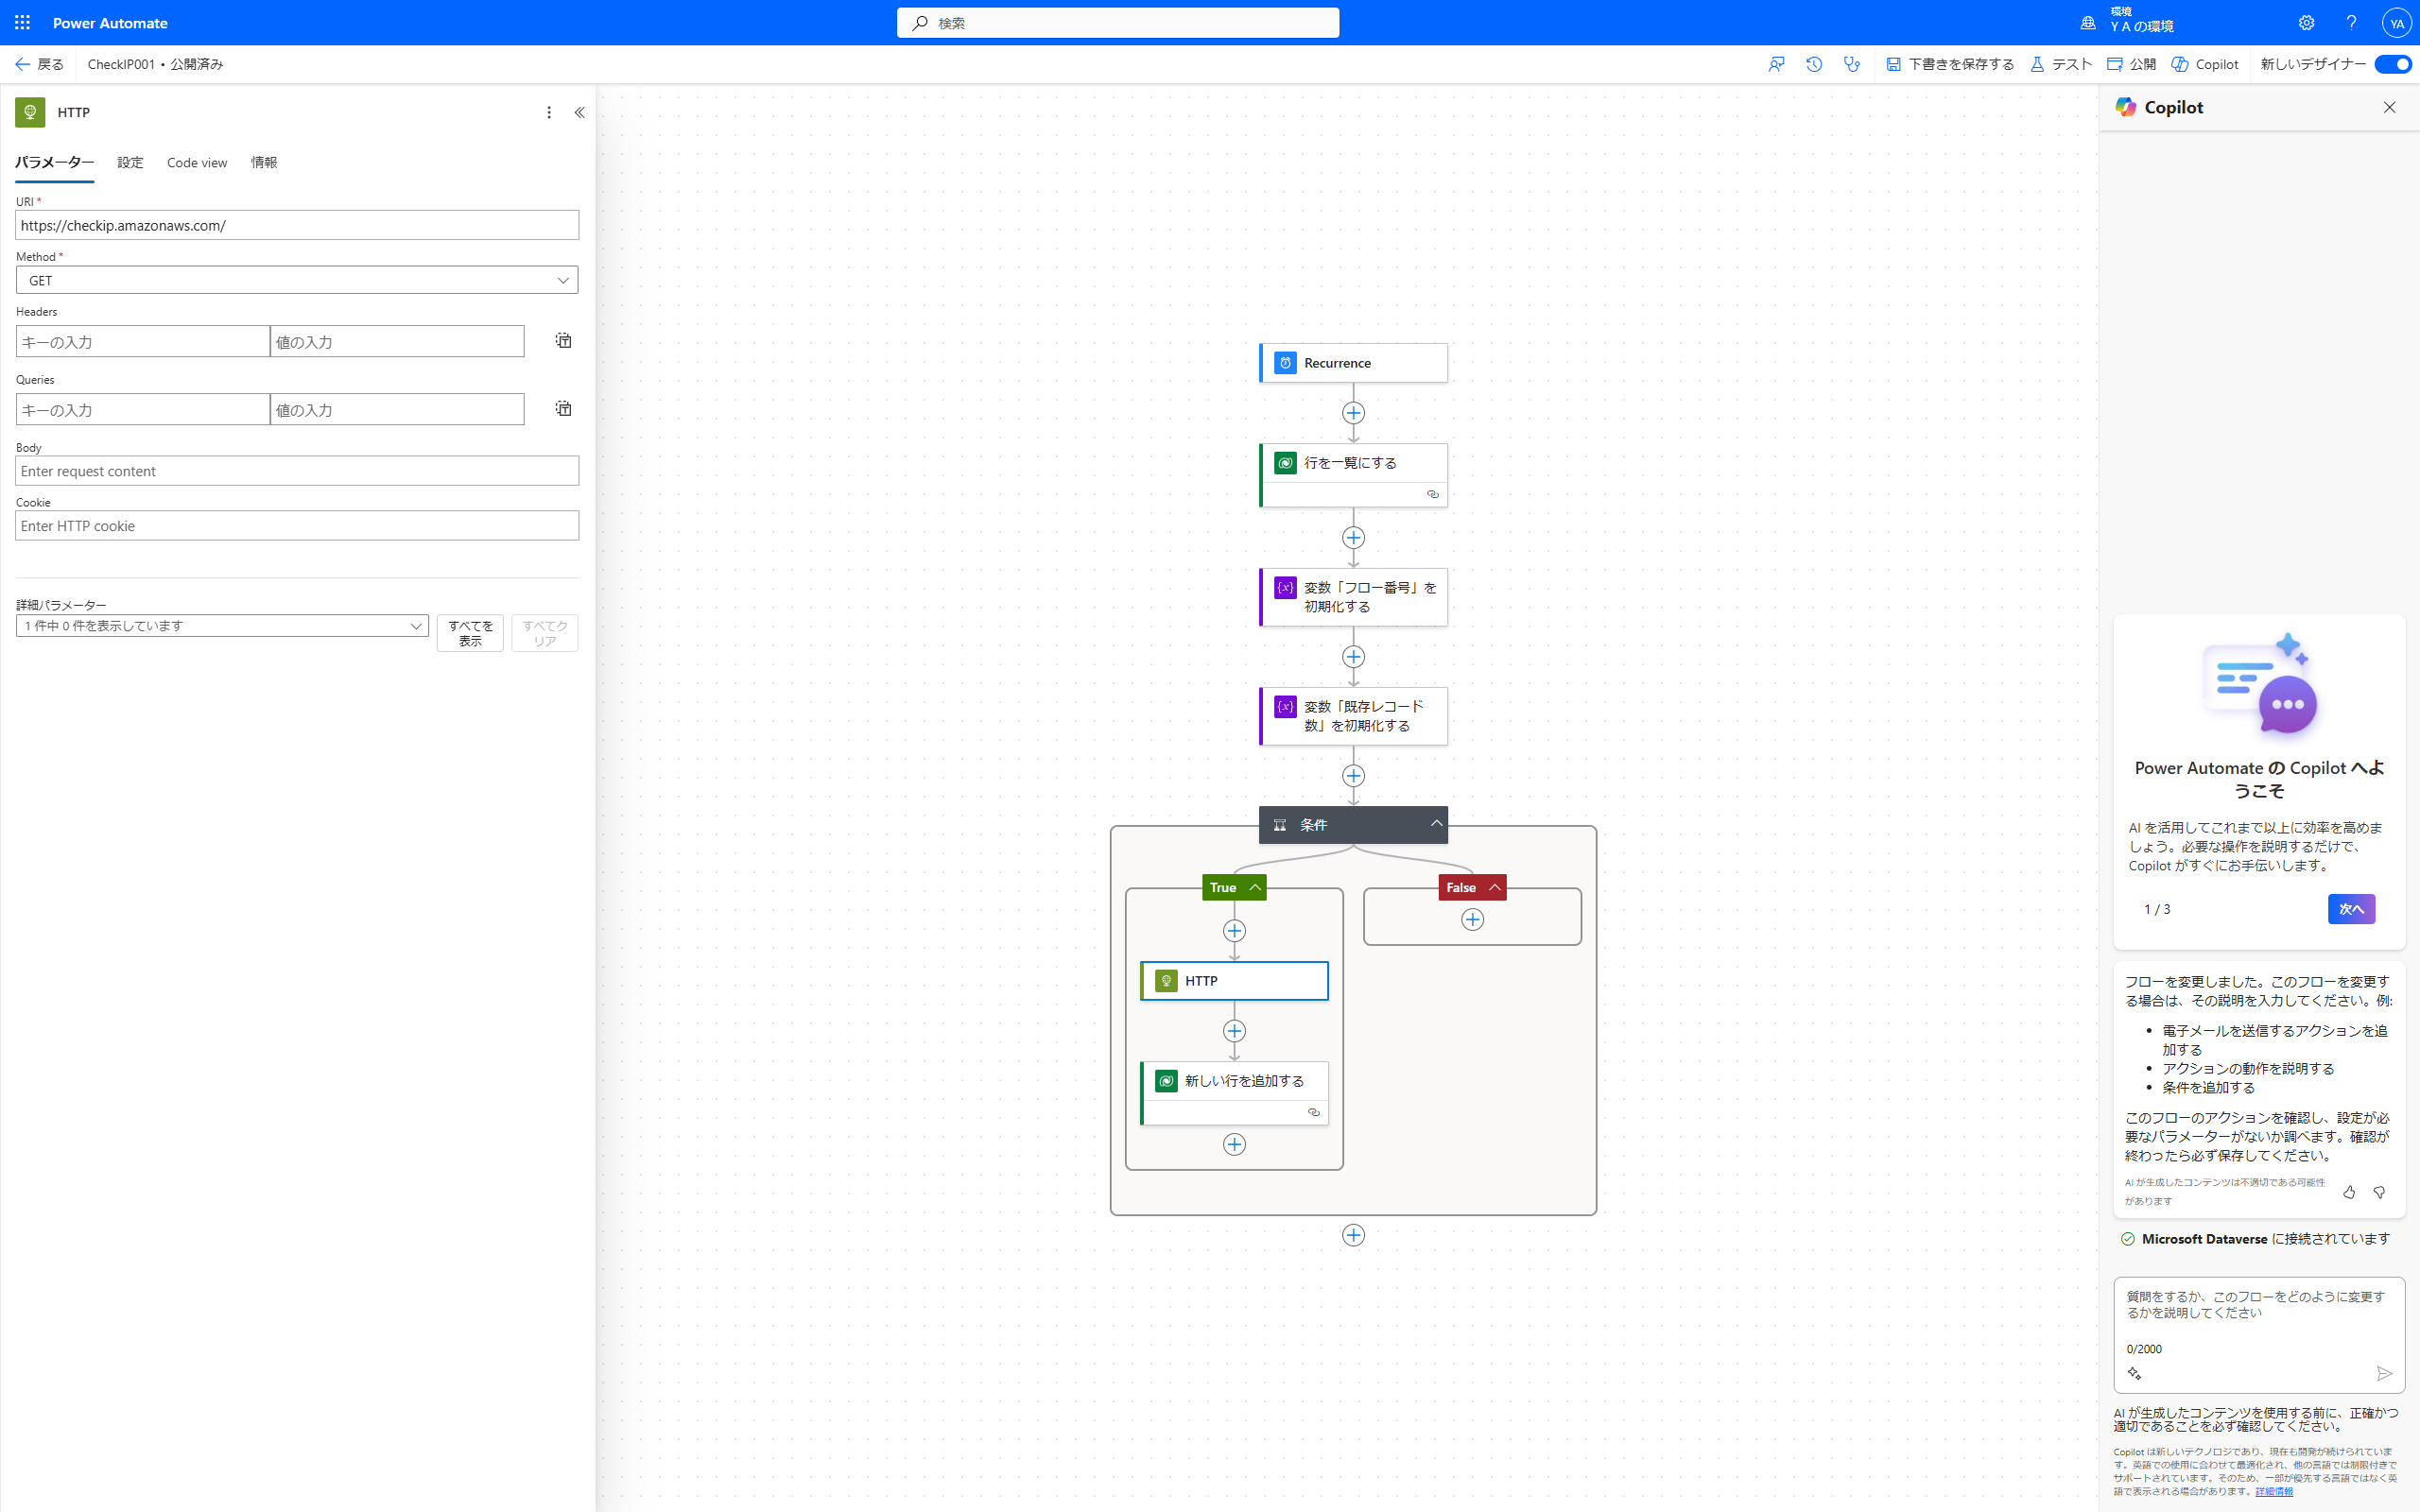 Power Automate
検索
環境
Y A の環境
YA
戻る
CheckIP001 • 公開済み
下書きを保存する
テスト
公開
Copilot
新しいデザイナー
HTTP
パラメーター
設定
Code view
情報
URI *
https://checkip.amazonaws.com/
Method *
GET
Headers
キーの入力
値の入力
Queries
キーの入力
値の入力
Body
Enter request content
Cookie
Enter HTTP cookie
詳細パラメーター
1 件中 0 件を表示しています
すべてを
表示
すべてク
リア
Recurrence
行を一覧にする
変数「フロー番号」を
初期化する
変数「既存レコード
数」を初期化する
条件
True
False
HTTP
新しい行を追加する
Copilot
Power Automate の Copilot へよ
うこそ
AI を活用してこれまで以上に効率を高めま
しょう。必要な操作を説明するだけで、
Copilot がすぐにお手伝いします。
1 / 3
次へ
フローを変更しました。このフローを変更す
る場合は、その説明を入力してください。例:
• 電子メールを送信するアクションを追
加する
• アクションの動作を説明する
• 条件を追加する
このフローのアクションを確認し、設定が必
要なパラメーターがないか調べます。確認が
終わったら必ず保存してください。
AI が生成したコンテンツは不適切である可能性
があります
Microsoft Dataverse に接続されています
質問をするか、このフローをどのように変更す
るかを説明してください
0/2000
AI が生成したコンテンツを使用する前に、正確かつ
適切であることを必ず確認してください。
Copilot は新しいテクノロジであり、現在も開発が続けられていま
す。英語での使用に合わせて最適化され、他の言語では制限付きで
サポートされています。そのため、一部が優先する言語ではなく英
語で表示される場合があります。詳細情報